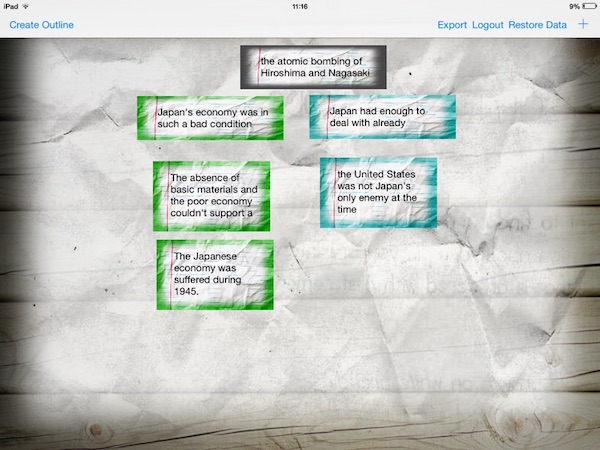 iPad 11:16 9%
Create Outline Export Logout Restore Data +
the atomic bombing of
Hiroshima and Nagasaki
Japan's economy was in
such a bad condition
Japan had enough to
deal with already
The absence of
basic materials and
the poor economy
couldn't support a
the United States
was not Japan's
only enemy at the
time
The Japanese
economy was
suffered during
1945.